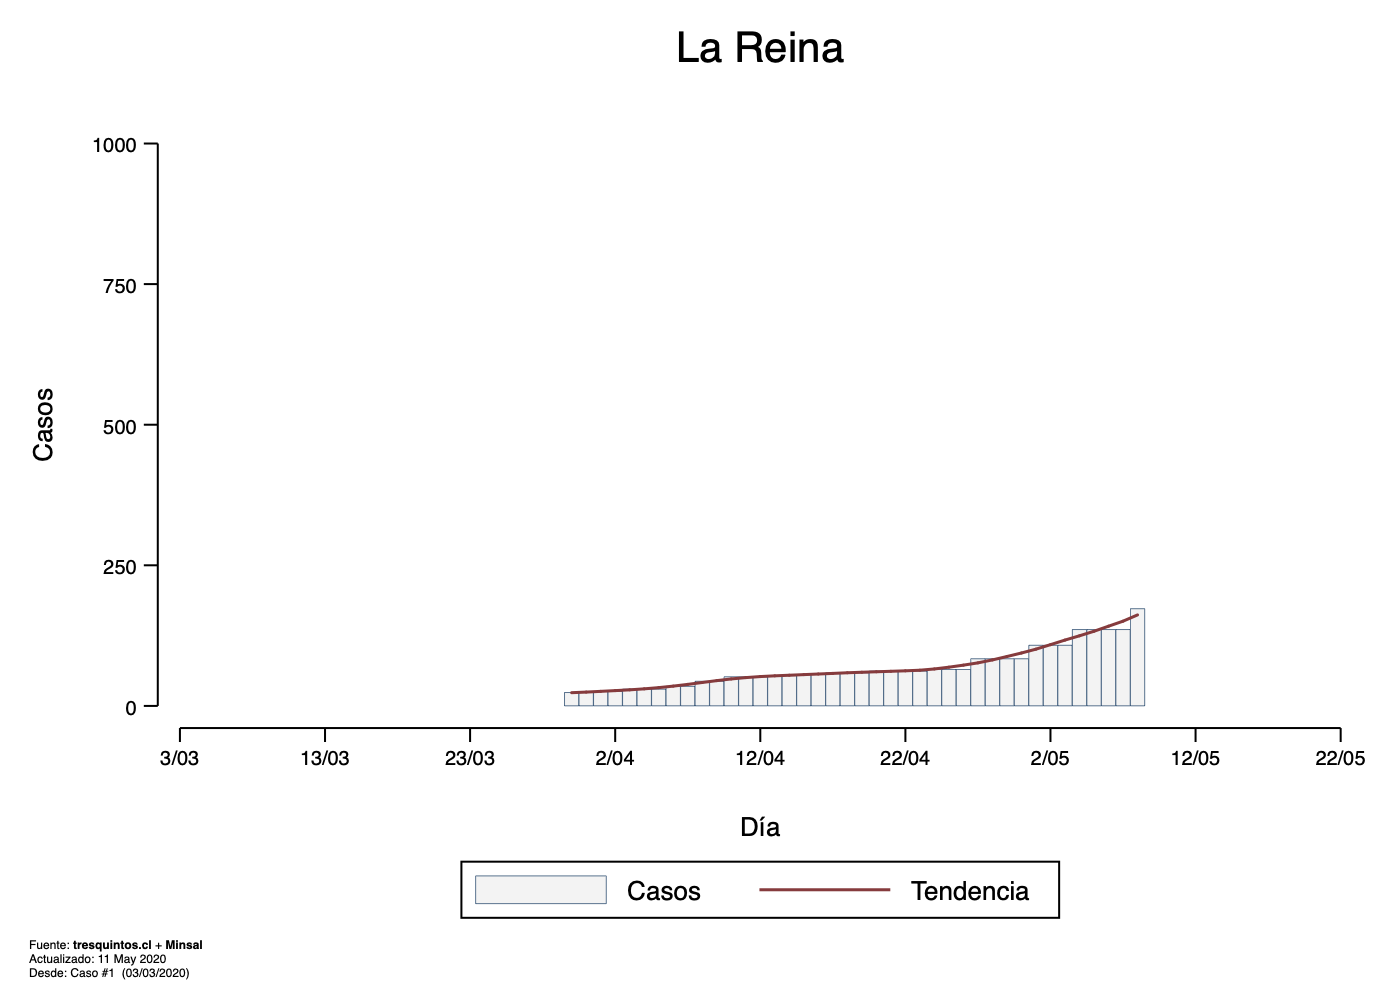 La Reina
1000
750
500
250
0
Casos
3/03 13/03 23/03 2/04 12/04 22/04 2/05 12/05 22/05
Día
Casos Tendencia
Fuente: tresquintos.cl + Minsal
Actualizado: 11 May 2020
Desde: Caso #1 (03/03/2020)